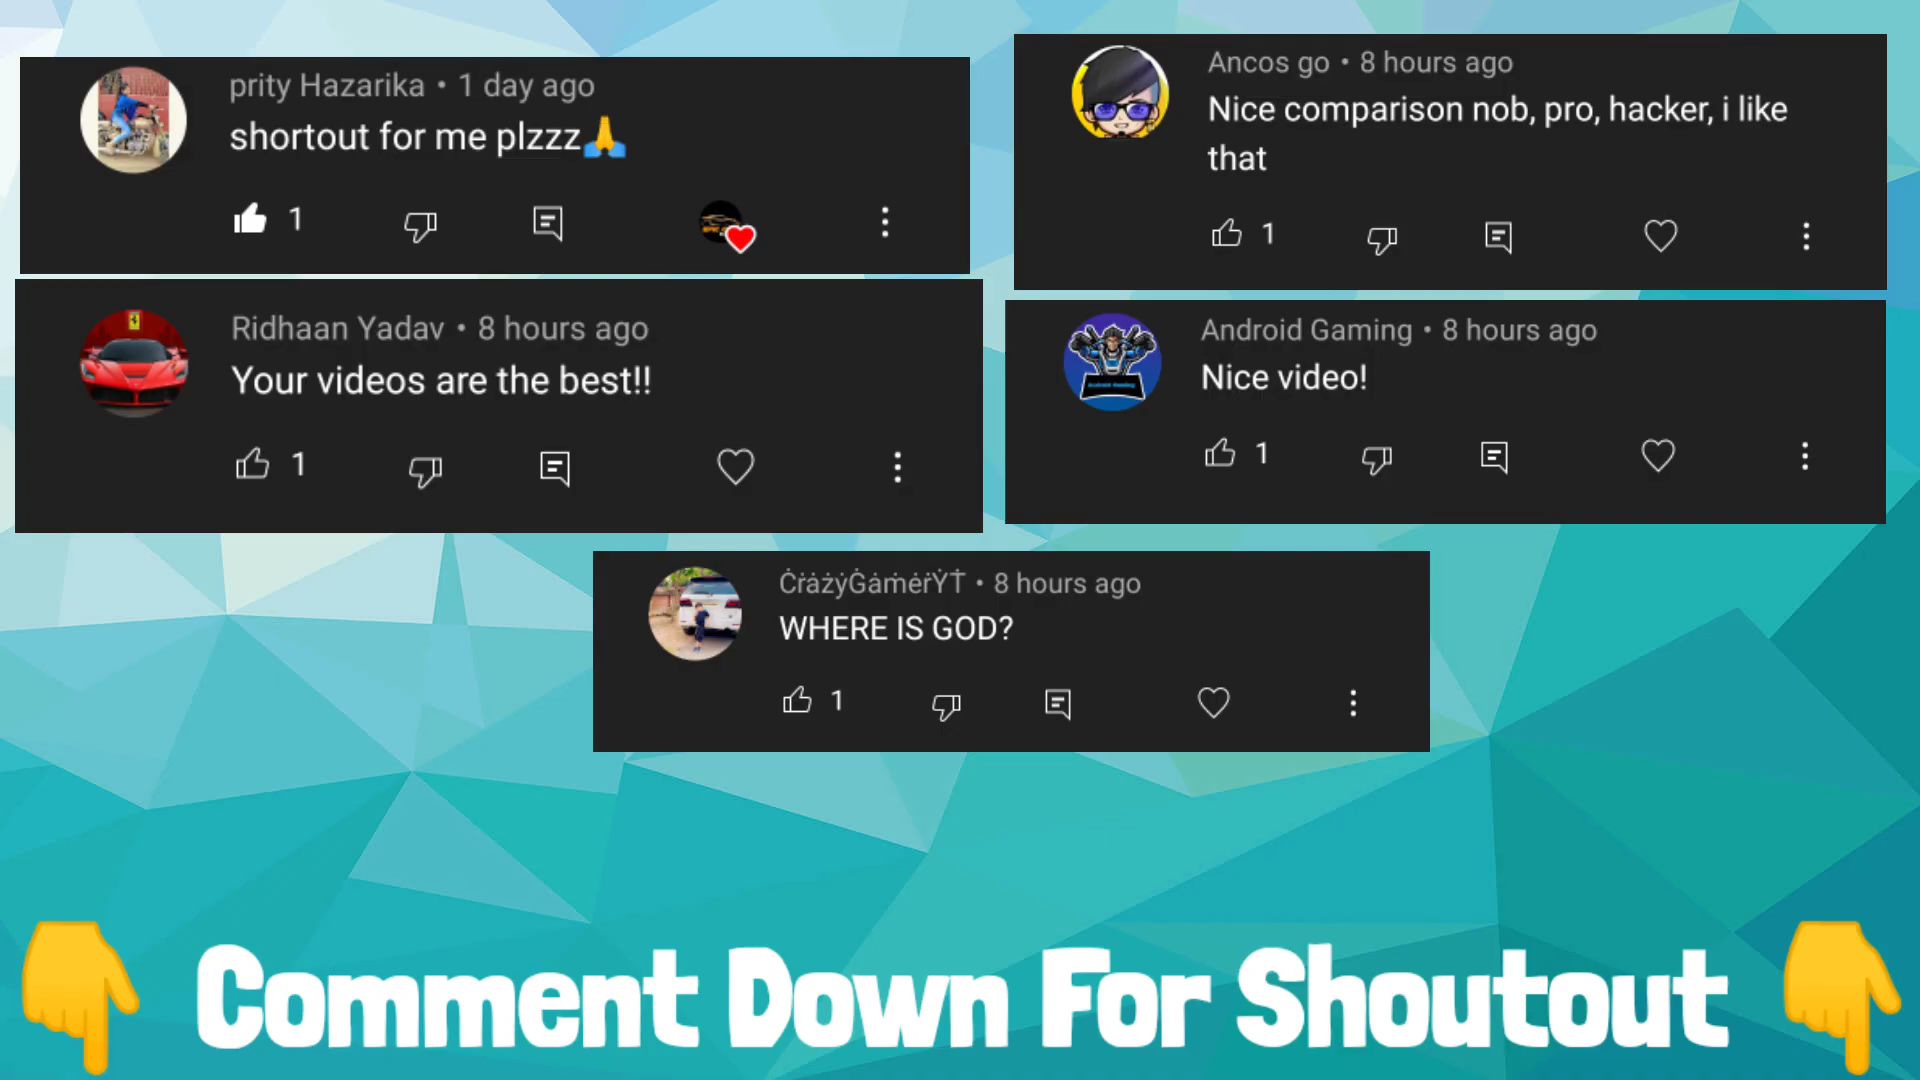 prity Hazarika • 1 day ago
shortout for me plzzz🙏
1
Ridhaan Yadav • 8 hours ago
Your videos are the best!!
1
Ancos go • 8 hours ago
Nice comparison nob, pro, hacker, i like
that
1
Android Gaming • 8 hours ago
Nice video!
1
ĊṙȧżẏĠȧṁėṙẎṪ • 8 hours ago
WHERE IS GOD?
1
👇 Comment Down For Shoutout 👇